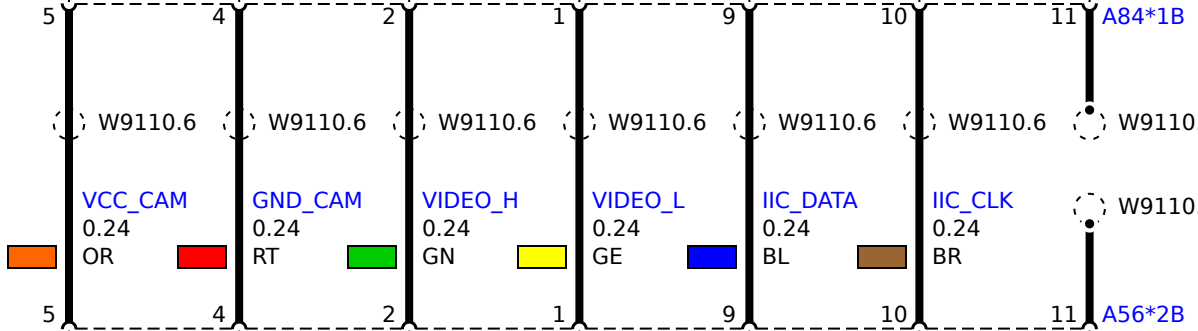 5 4 2 1 9 10 11 A84*1B
W9110.6 W9110.6 W9110.6 W9110.6 W9110.6 W9110.6 W9110
VCC_CAM GND_CAM VIDEO_H VIDEO_L IIC_DATA IIC_CLK W9110
0.24 0.24 0.24 0.24 0.24 0.24
OR RT GN GE BL BR
5 4 2 1 9 10 11 A56*2B